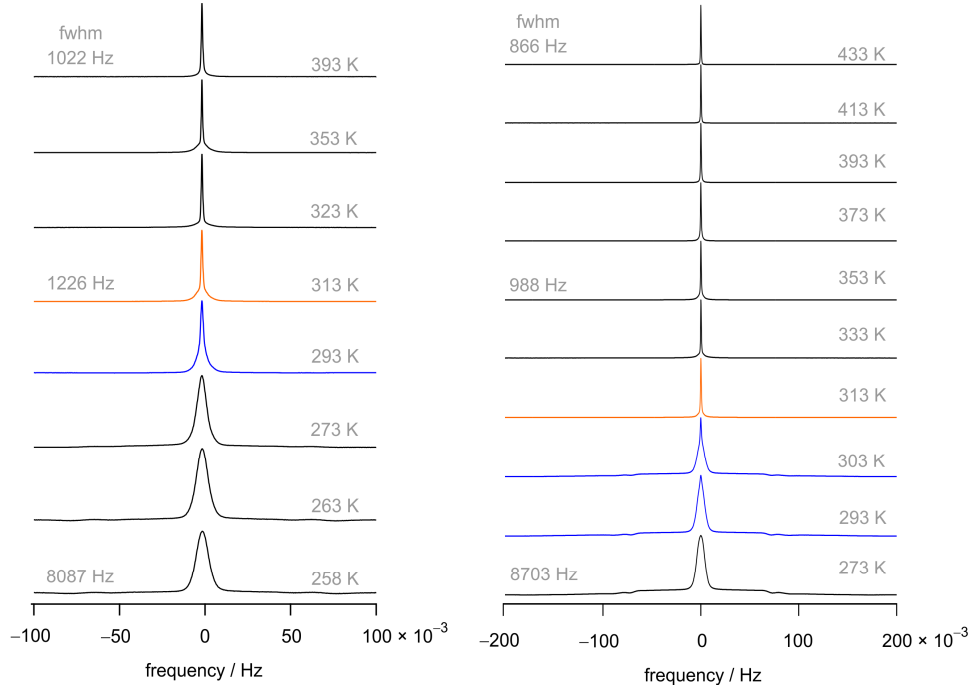 fwhm
1022 Hz
393 K
353 K
323 K
1226 Hz
313 K
293 K
273 K
263 K
8087 Hz
258 K
−100
−50
0
50
100 × 10⁻³
frequency / Hz
fwhm
866 Hz
433 K
413 K
393 K
373 K
988 Hz
353 K
333 K
313 K
303 K
293 K
8703 Hz
273 K
−200
−100
0
100
200 × 10⁻³
frequency / Hz